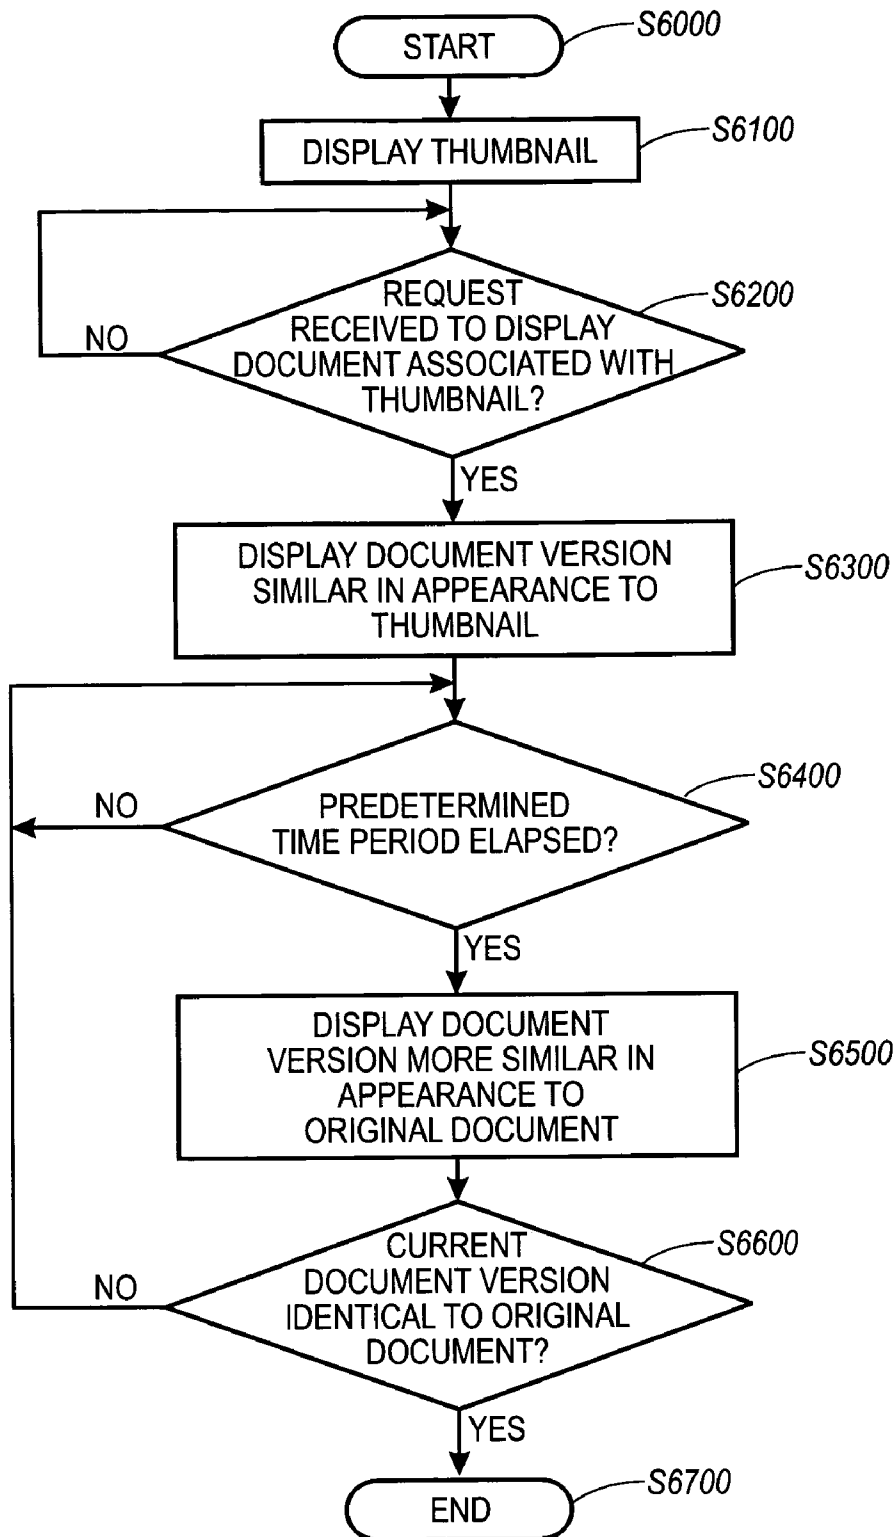 START
S6000
DISPLAY THUMBNAIL
S6100
REQUEST
RECEIVED TO DISPLAY
DOCUMENT ASSOCIATED WITH
THUMBNAIL?
S6200
NO
YES
DISPLAY DOCUMENT VERSION
SIMILAR IN APPEARANCE TO
THUMBNAIL
S6300
PREDETERMINED
TIME PERIOD ELAPSED?
S6400
NO
YES
DISPLAY DOCUMENT
VERSION MORE SIMILAR IN
APPEARANCE TO
ORIGINAL DOCUMENT
S6500
CURRENT
DOCUMENT VERSION
IDENTICAL TO ORIGINAL
DOCUMENT?
S6600
NO
YES
END
S6700